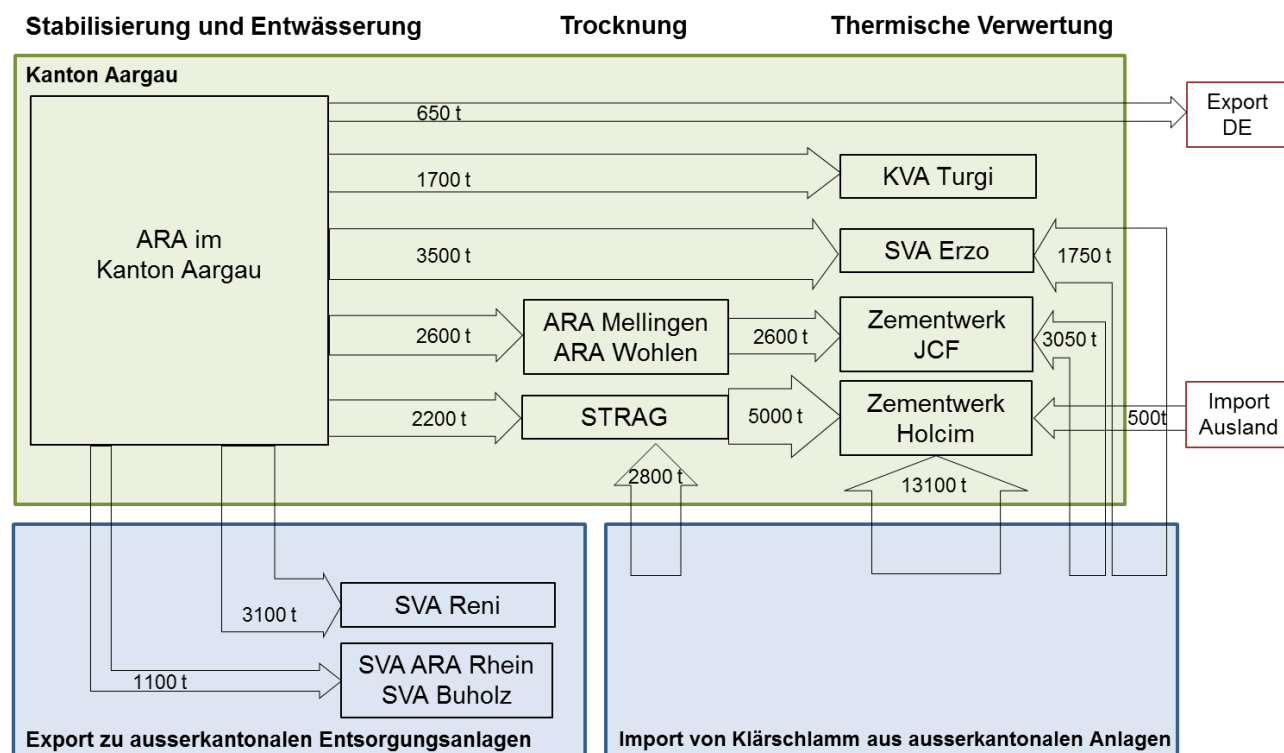 Stabilisierung und Entwässerung
Trocknung
Thermische Verwertung
Kanton Aargau
650 t
Export
DE
1700 t
KVA Turgi
ARA im
Kanton Aargau
3500 t
SVA Erzo
1750 t
2600 t
ARA Mellingen
ARA Wohlen
2600 t
Zementwerk
JCF
3050 t
2200 t
STRAG
5000 t
Zementwerk
Holcim
500t
Import
Ausland
2800 t
13100 t
3100 t
SVA Reni
1100 t
SVA ARA Rhein
SVA Buholz
Export zu ausserkantonalen Entsorgungsanlagen
Import von Klärschlamm aus ausserkantonalen Anlagen